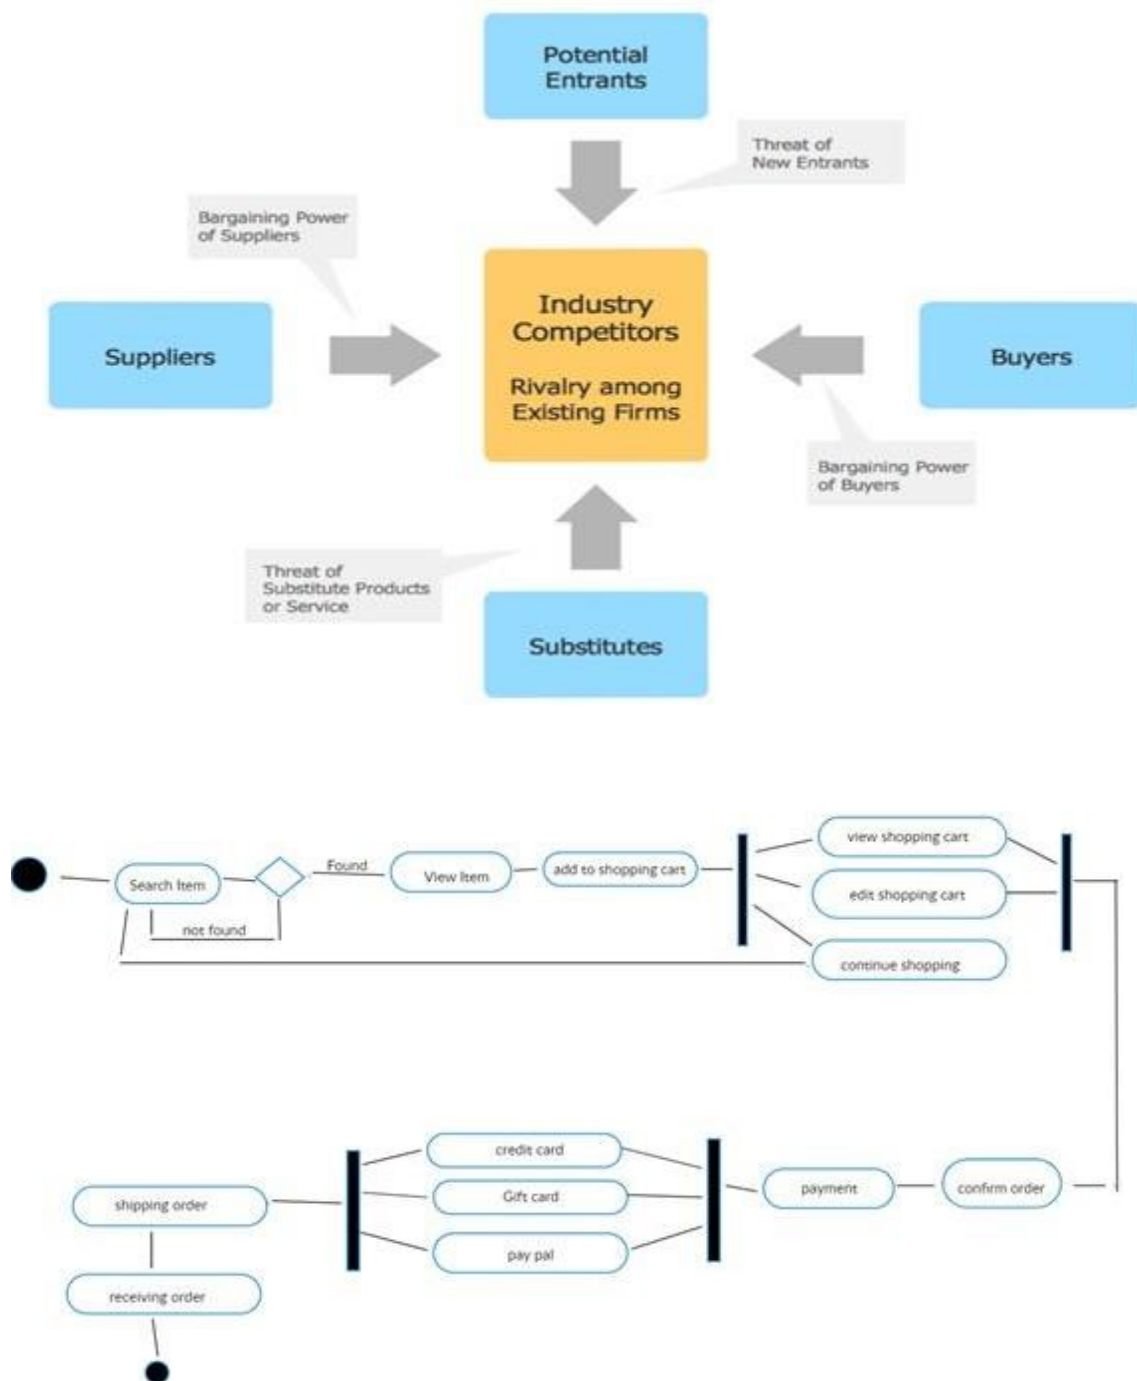 Potential
Entrants
Threat of
New Entrants
Bargaining Power
of Suppliers
Industry
Competitors
Rivalry among
Existing Firms
Suppliers
Buyers
Bargaining Power
of Buyers
Threat of
Substitute Products
or Service
Substitutes
view shopping cart
Found
Search Item
View Item
add to shopping cart
edit shopping cart
not found
continue shopping
credit card
shipping order
Gift card
payment
confirm order
pay pal
receiving order